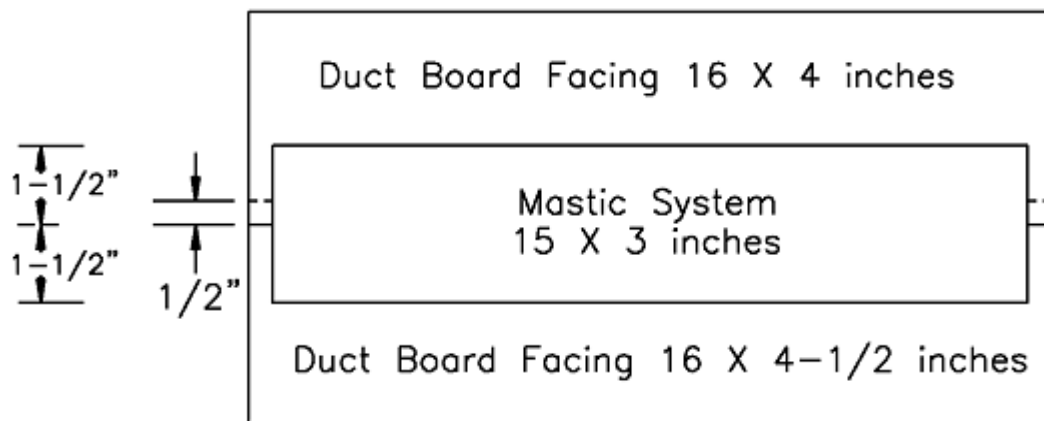 Duct Board Facing 16 X 4 inches
1-1/2"
Mastic System
15 X 3 inches
1-1/2"
1/2"
Duct Board Facing 16 X 4-1/2 inches